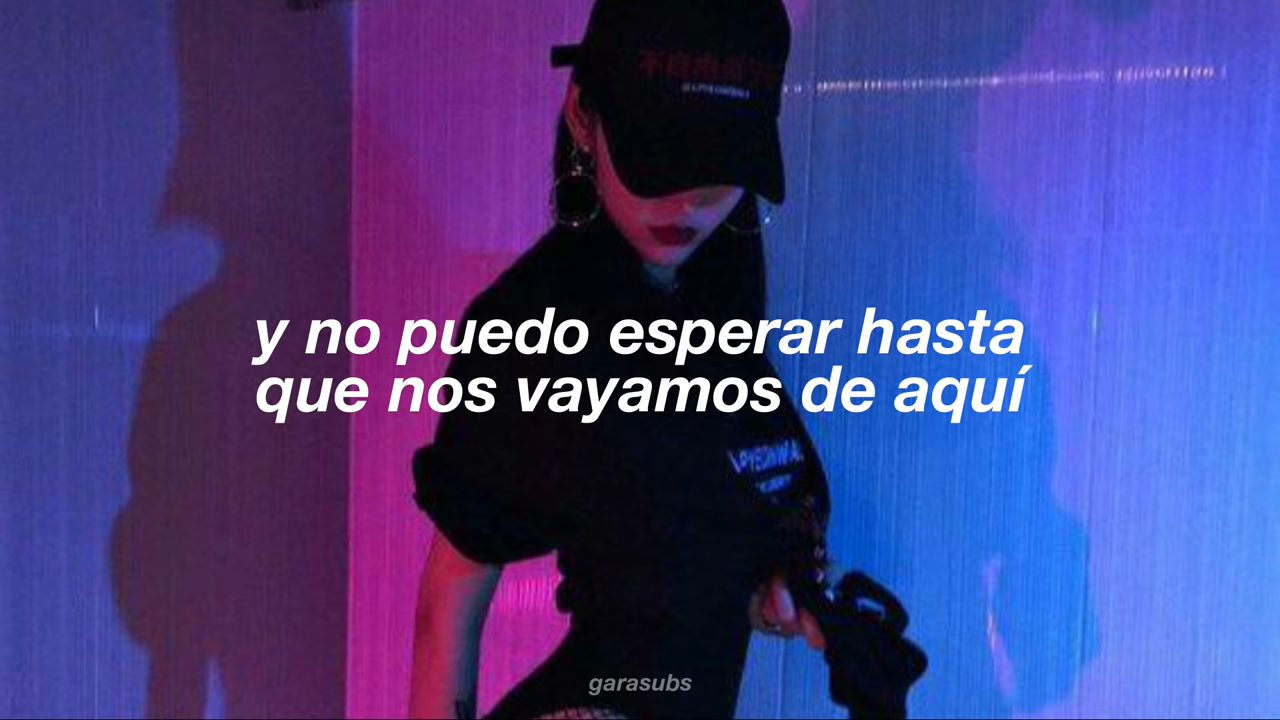 y no puedo esperar hasta
que nos vayamos de aquí
garasubs